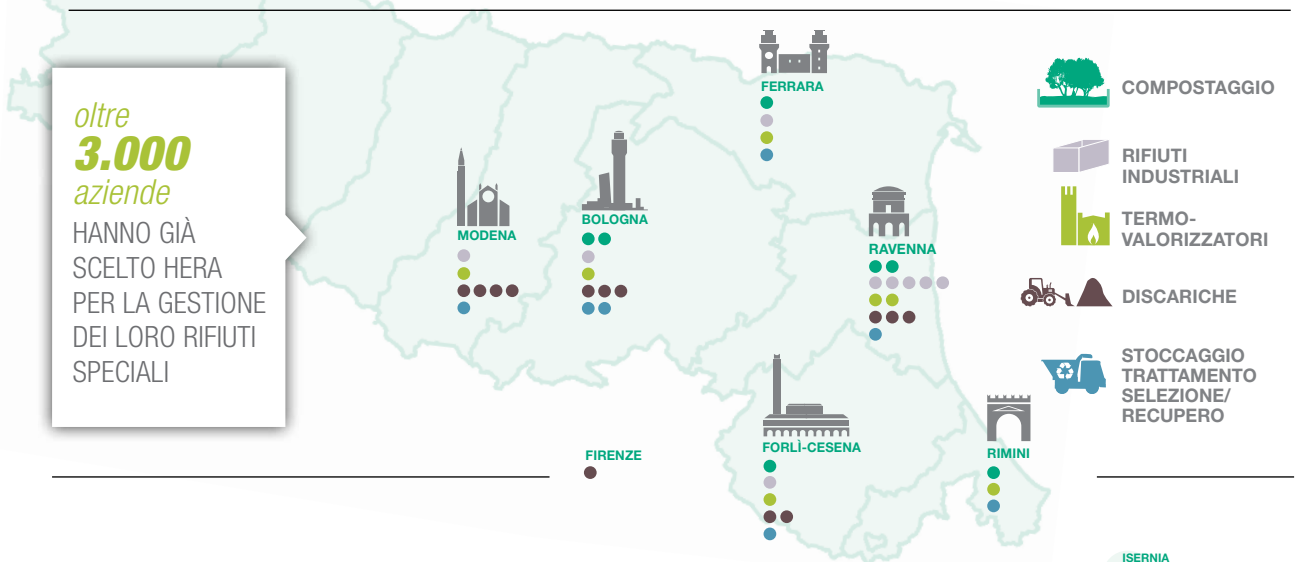 oltre
3.000
aziende
HANNO GIÀ
SCELTO HERA
PER LA GESTIONE
DEI LORO RIFIUTI
SPECIALI
FERRARA
BOLOGNA
MODENA
RAVENNA
FORLÌ-CESENA
RIMINI
FIRENZE
COMPOSTAGGIO
RIFIUTI
INDUSTRIALI
TERMO-
VALORIZZATORI
DISCARICHE
STOCCAGGIO
TRATTAMENTO
SELEZIONE/
RECUPERO
ISERNIA